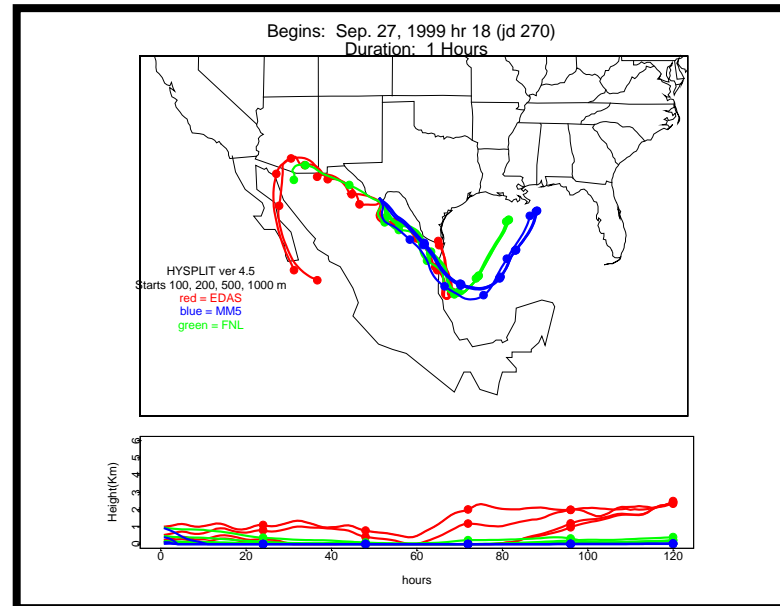 Begins: Sep. 27, 1999 hr 18 (jd 270)
Duration: 1 Hours
HYSPLIT ver 4.5
Starts 100, 200, 500, 1000 m
red = EDAS
blue = MM5
green = FNL
Height(Km)
6
5
4
3
2
1
0
0 20 40 60 80 100 120
hours